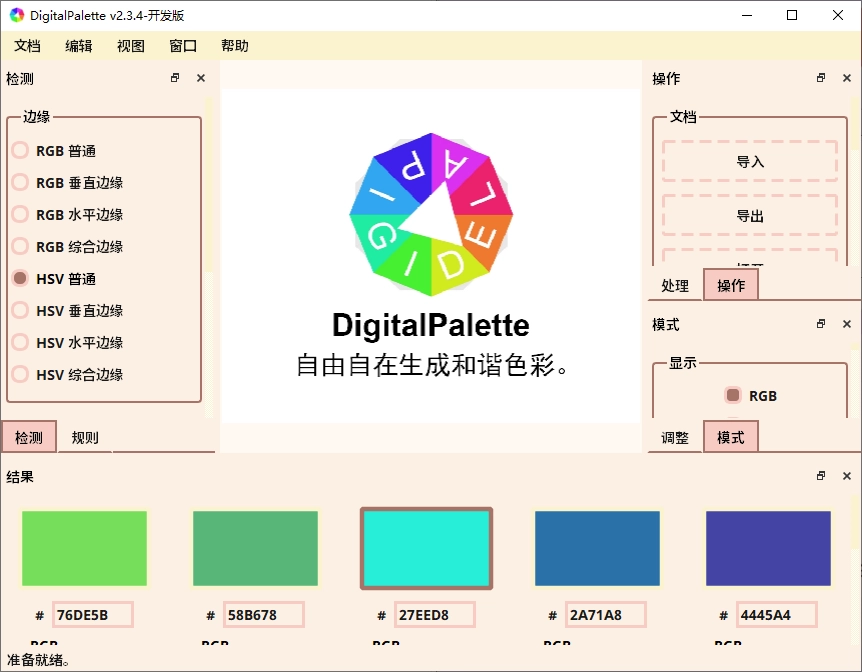 DigitalPalette v2.3.4-开发版
文档 编辑 视图 窗口 帮助
检测
边缘
RGB 普通
RGB 垂直边缘
RGB 水平边缘
RGB 综合边缘
HSV 普通
HSV 垂直边缘
HSV 水平边缘
HSV 综合边缘
检测 规则
DIGIPALE
DigitalPalette
自由自在生成和谐色彩。
操作
文档
导入
导出
处理 操作
模式
显示
RGB
调整 模式
结果
# 76DE5B # 58B678 # 27EED8 # 2A71A8 # 4445A4
RGB RGB RGB RGB RGB
准备就绪。